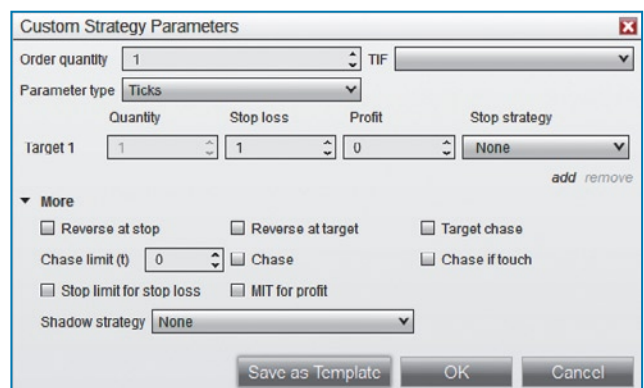 Custom Strategy Parameters
Order quantity 1 TIF
Parameter type Ticks
Quantity Stop loss Profit Stop strategy
Target 1 1 1 0 None
add remove
More
Reverse at stop Reverse at target Target chase
Chase limit (t) 0 Chase Chase if touch
Stop limit for stop loss MIT for profit
Shadow strategy None
Save as Template OK Cancel